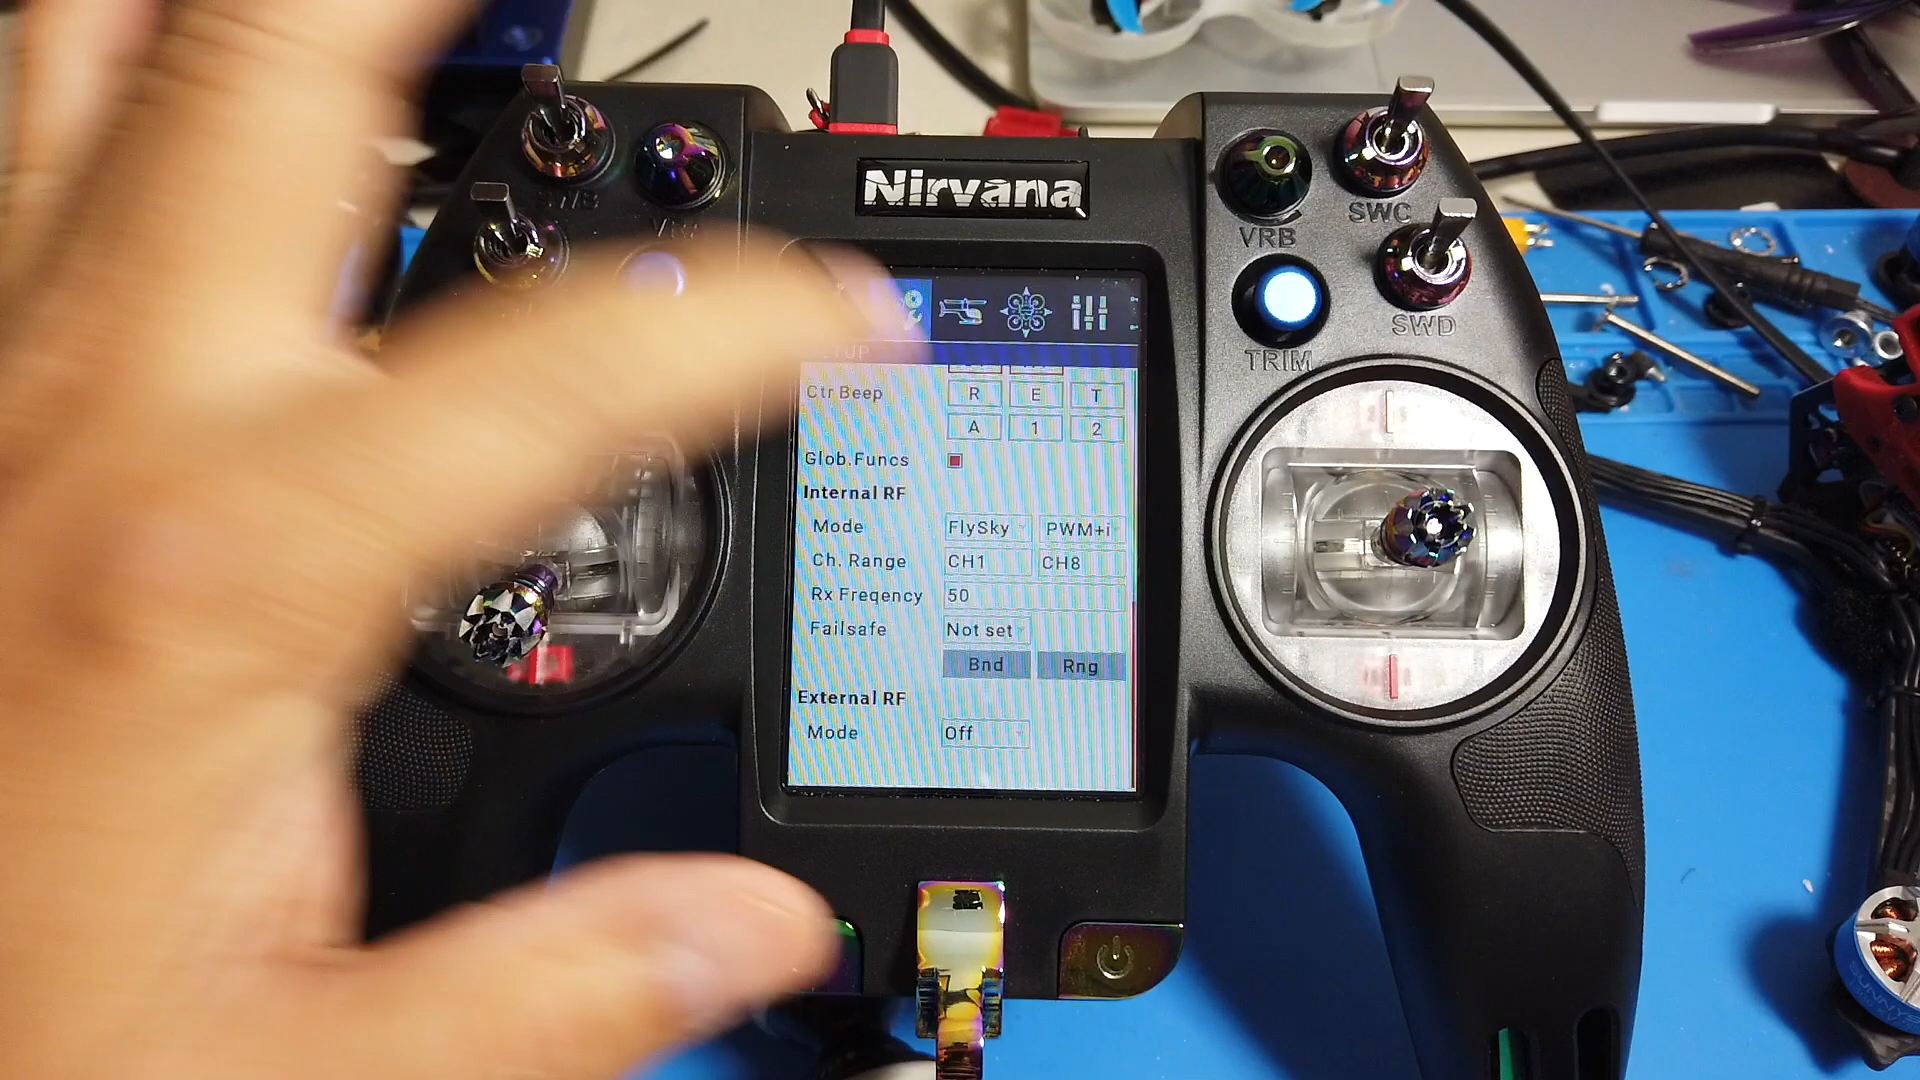 Nirvana
SWB
VRB
SWC
TRIM
SWD
Ctr Beep R E T
A 1 2
Glob.Funcs
Internal RF
Mode FlySky PWM+i
Ch. Range CH1 CH8
Rx Freqency 50
Failsafe Not set
Bnd Rng
External RF
Mode Off